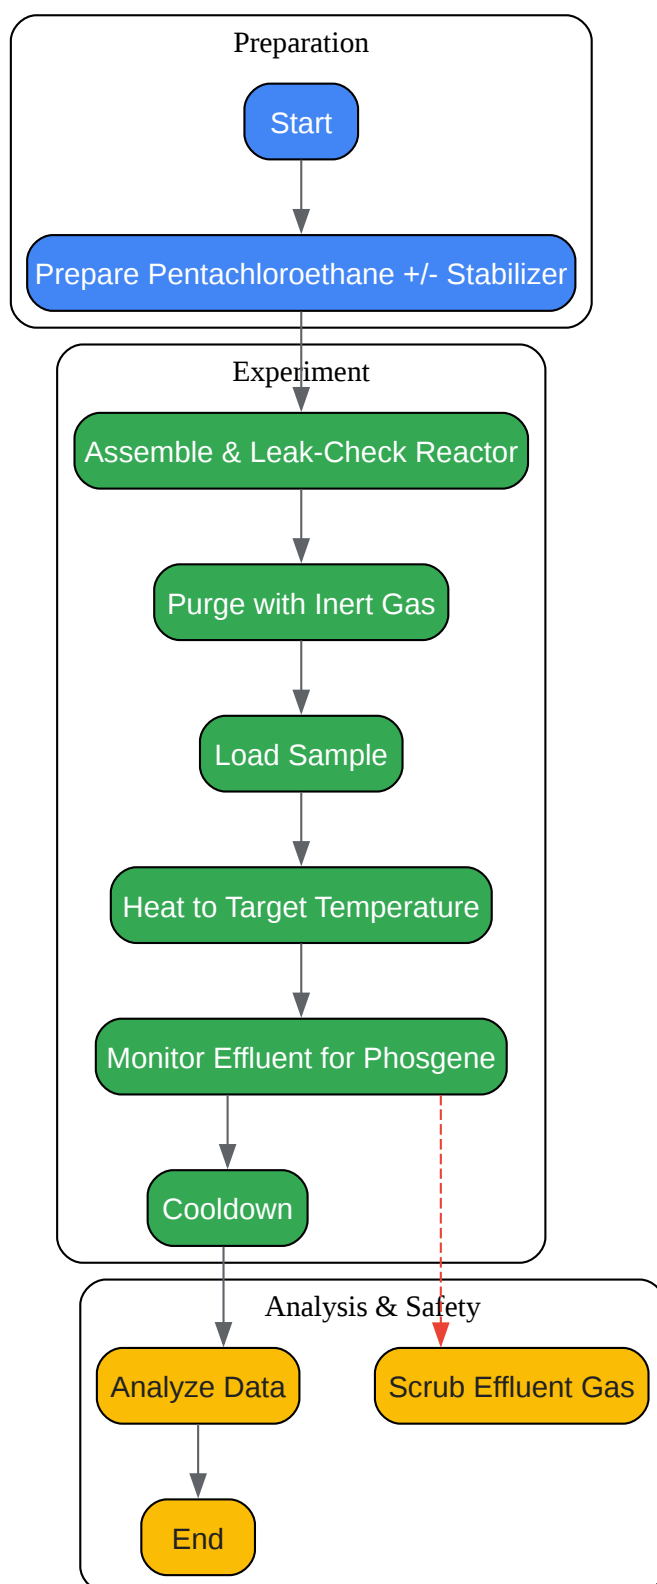 Preparation
Start
Prepare Pentachloroethane +/- Stabilizer
Experiment
Assemble & Leak-Check Reactor
Purge with Inert Gas
Load Sample
Heat to Target Temperature
Monitor Effluent for Phosgene
Cooldown
Analysis & Safety
Analyze Data
Scrub Effluent Gas
End